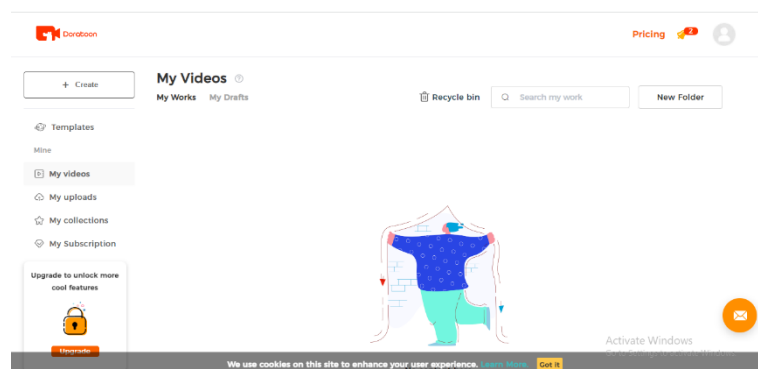 Doratoon
Pricing
2
+ Create
My Videos
My Works My Drafts
Recycle bin
Search my work
New Folder
Templates
Mine
My videos
My uploads
My collections
My Subscription
Upgrade to unlock more
cool features
Upgrade
Activate Windows
We use cookies on this site to enhance your user experience. Learn More. Got it